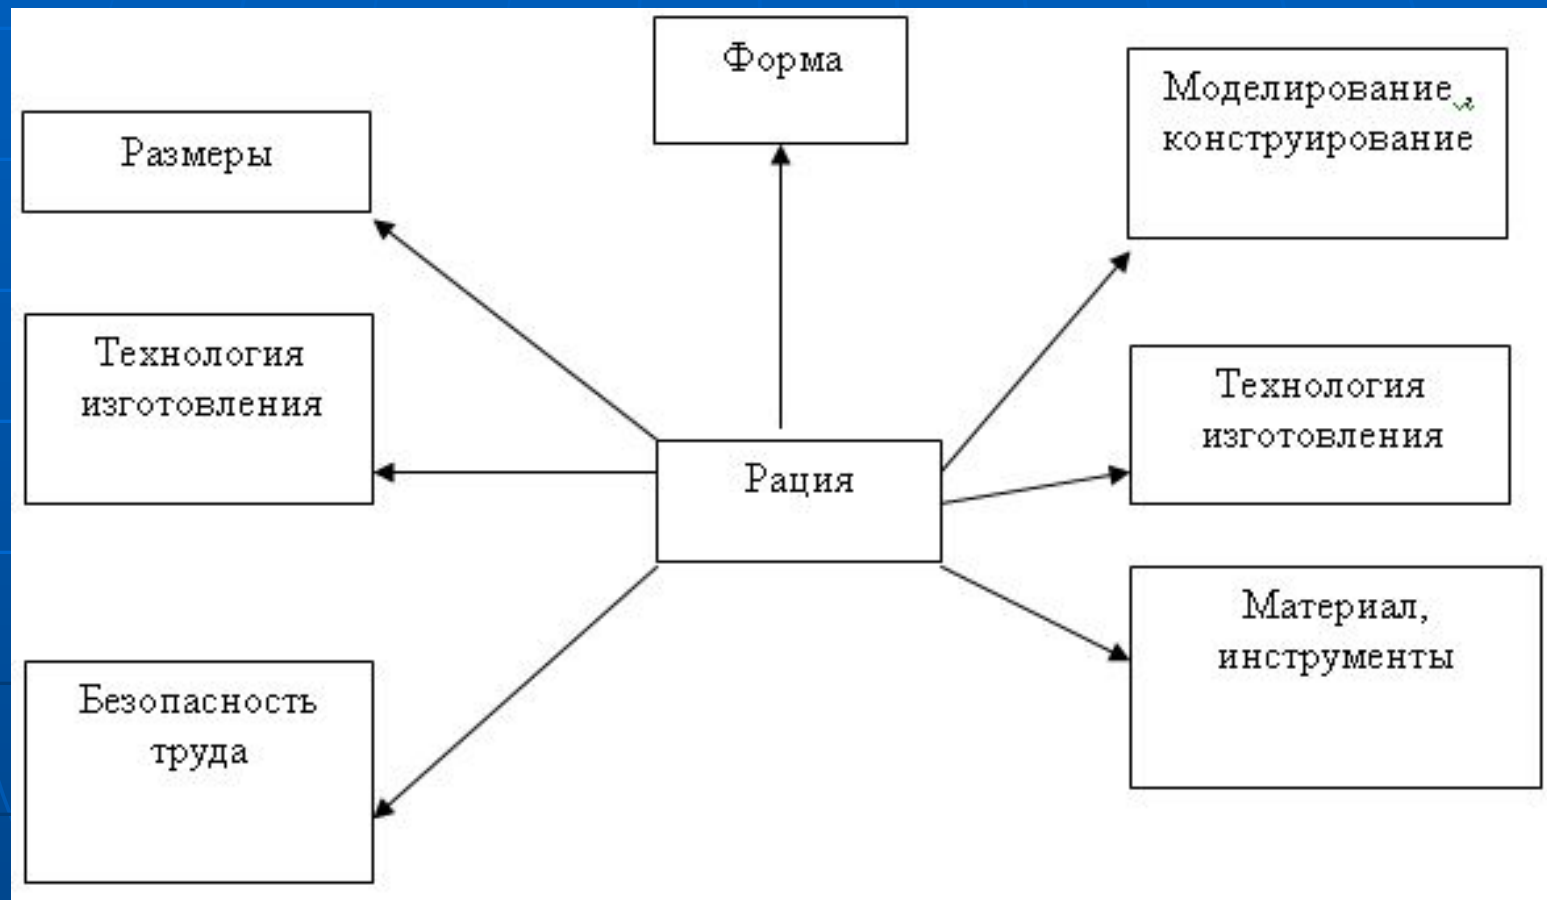 Форма
Моделирование,
конструирование
Размеры
Технология
изготовления
Технология
изготовления
Рация
Материал,
инструменты
Безопасность
труда